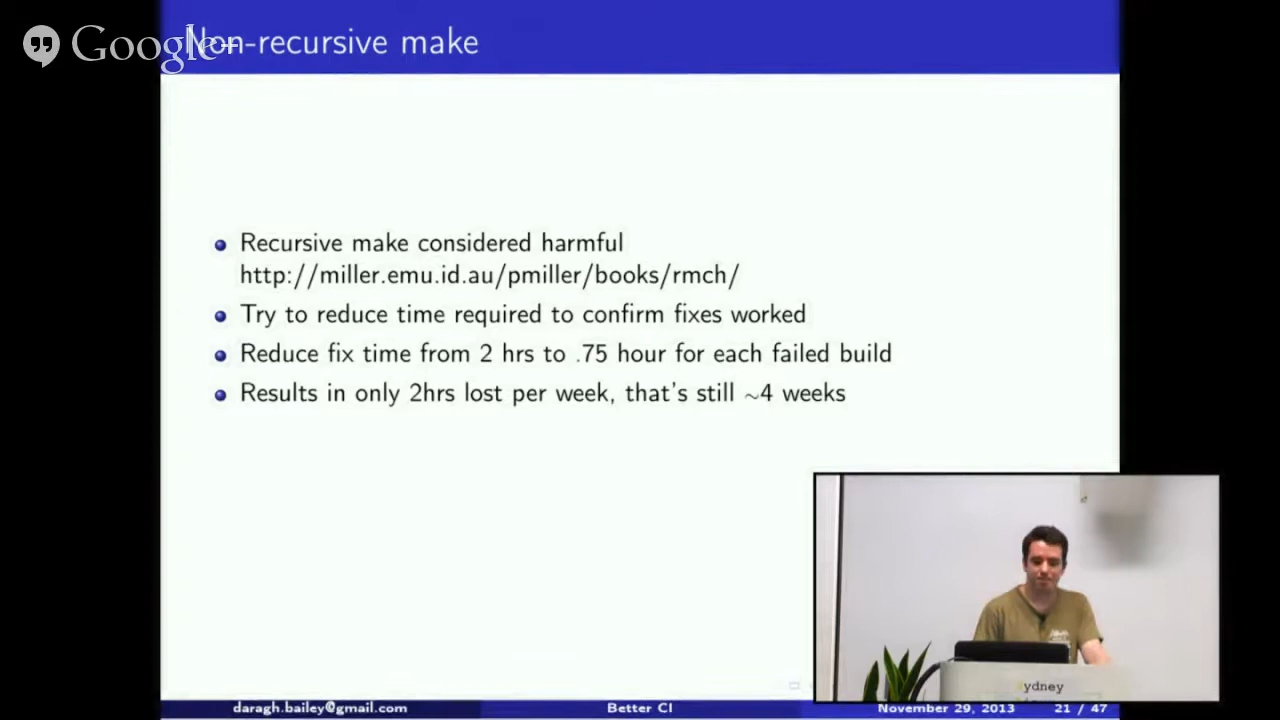 Google+
Non-recursive make
Recursive make considered harmful
http://miller.emu.id.au/pmiller/books/rmch/
Try to reduce time required to confirm fixes worked
Reduce fix time from 2 hrs to .75 hour for each failed build
Results in only 2hrs lost per week, that's still ~4 weeks
ydney
daragh.bailey@gmail.com Better CI November 29, 2013 21 / 47